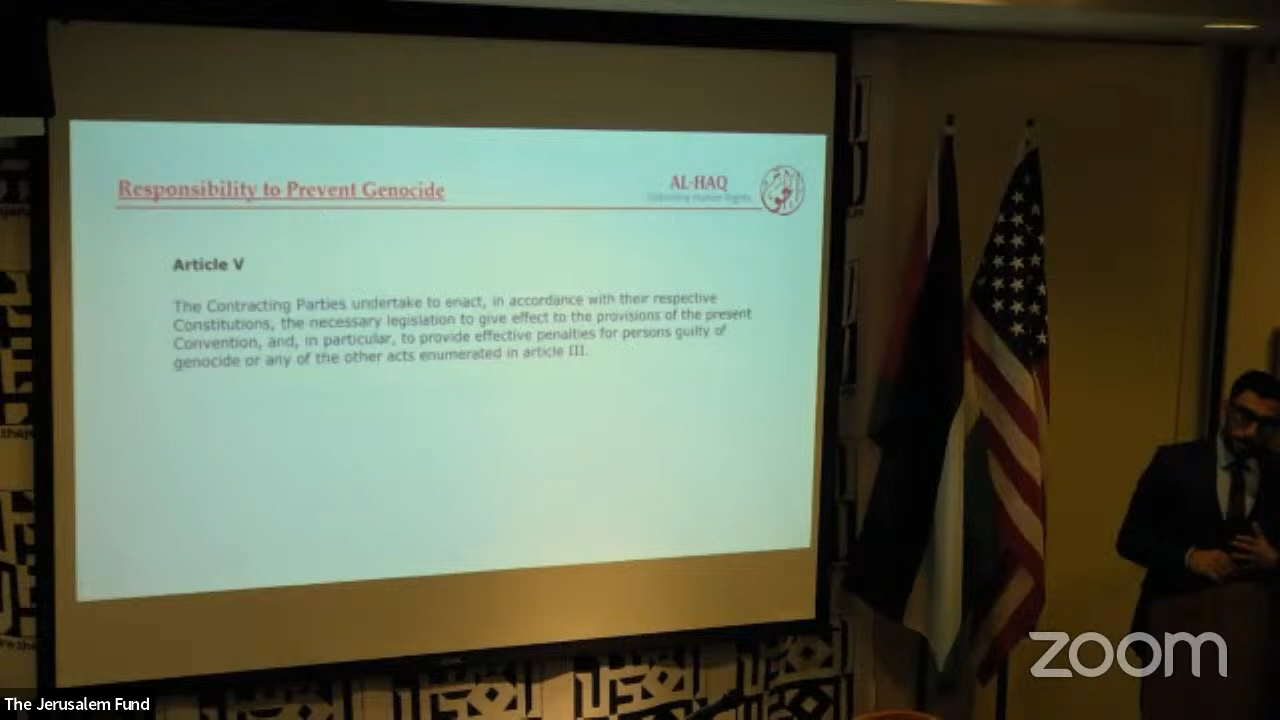 Responsibility to Prevent Genocide
AL-HAQ
Defending Human Rights
Article V
The Contracting Parties undertake to enact, in accordance with their respective
Constitutions, the necessary legislation to give effect to the provisions of the present
Convention, and, in particular, to provide effective penalties for persons guilty of
genocide or any of the other acts enumerated in article III.
zoom
The Jerusalem Fund